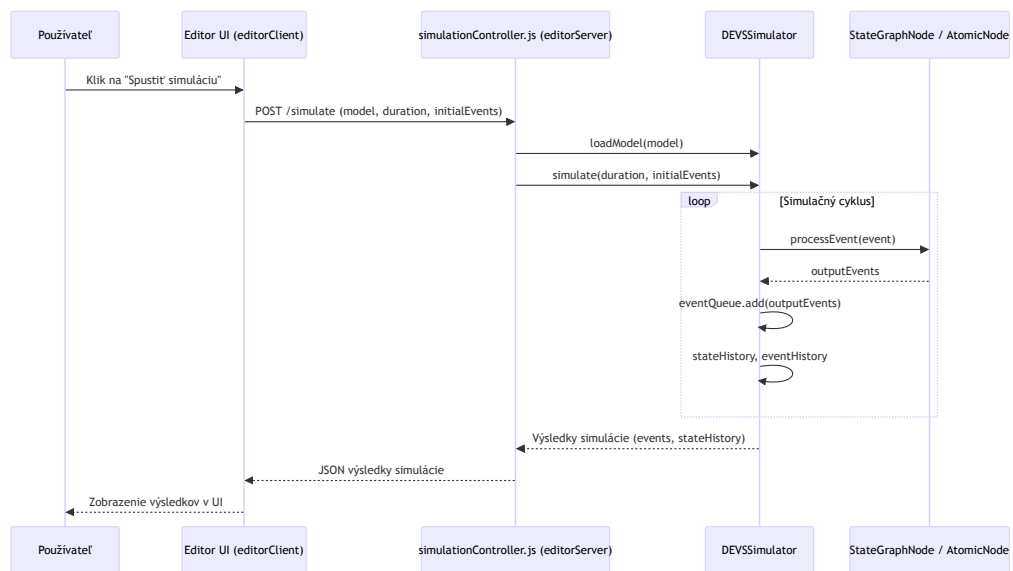 Používateľ
Editor UI (editorClient)
simulationController.js (editorServer)
DEVSSimulator
StateGraphNode / AtomicNode
Klik na "Spustiť simuláciu"
POST /simulate (model, duration, initialEvents)
loadModel(model)
simulate(duration, initialEvents)
loop
[Simulačný cyklus]
processEvent(event)
outputEvents
eventQueue.add(outputEvents)
stateHistory, eventHistory
Výsledky simulácie (events, stateHistory)
JSON výsledky simulácie
Zobrazenie výsledkov v UI
Používateľ
Editor UI (editorClient)
simulationController.js (editorServer)
DEVSSimulator
StateGraphNode / AtomicNode